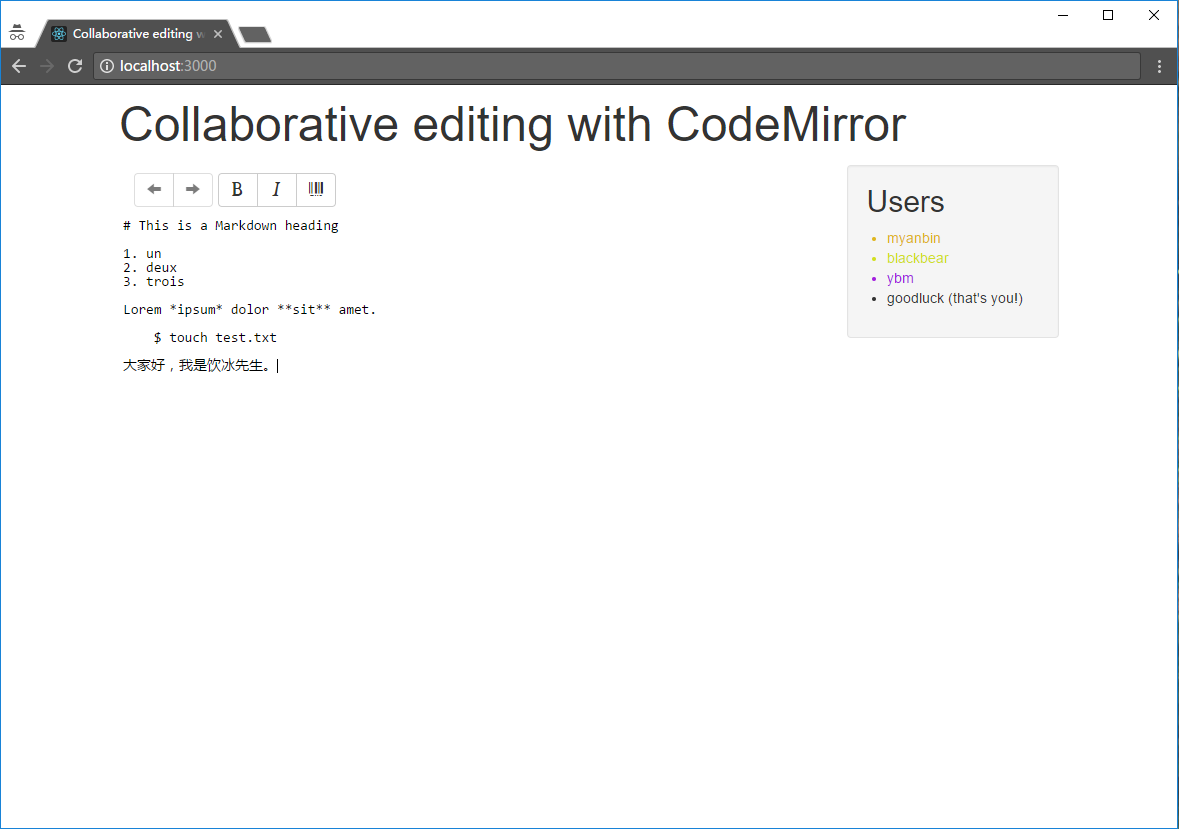 Collaborative editing w
localhost:3000
Collaborative editing with CodeMirror
B I
# This is a Markdown heading
1. un
2. deux
3. trois
Lorem *ipsum* dolor **sit** amet.
$ touch test.txt
大家好，我是饮冰先生。
Users
myanbin
blackbear
ybm
goodluck (that's you!)